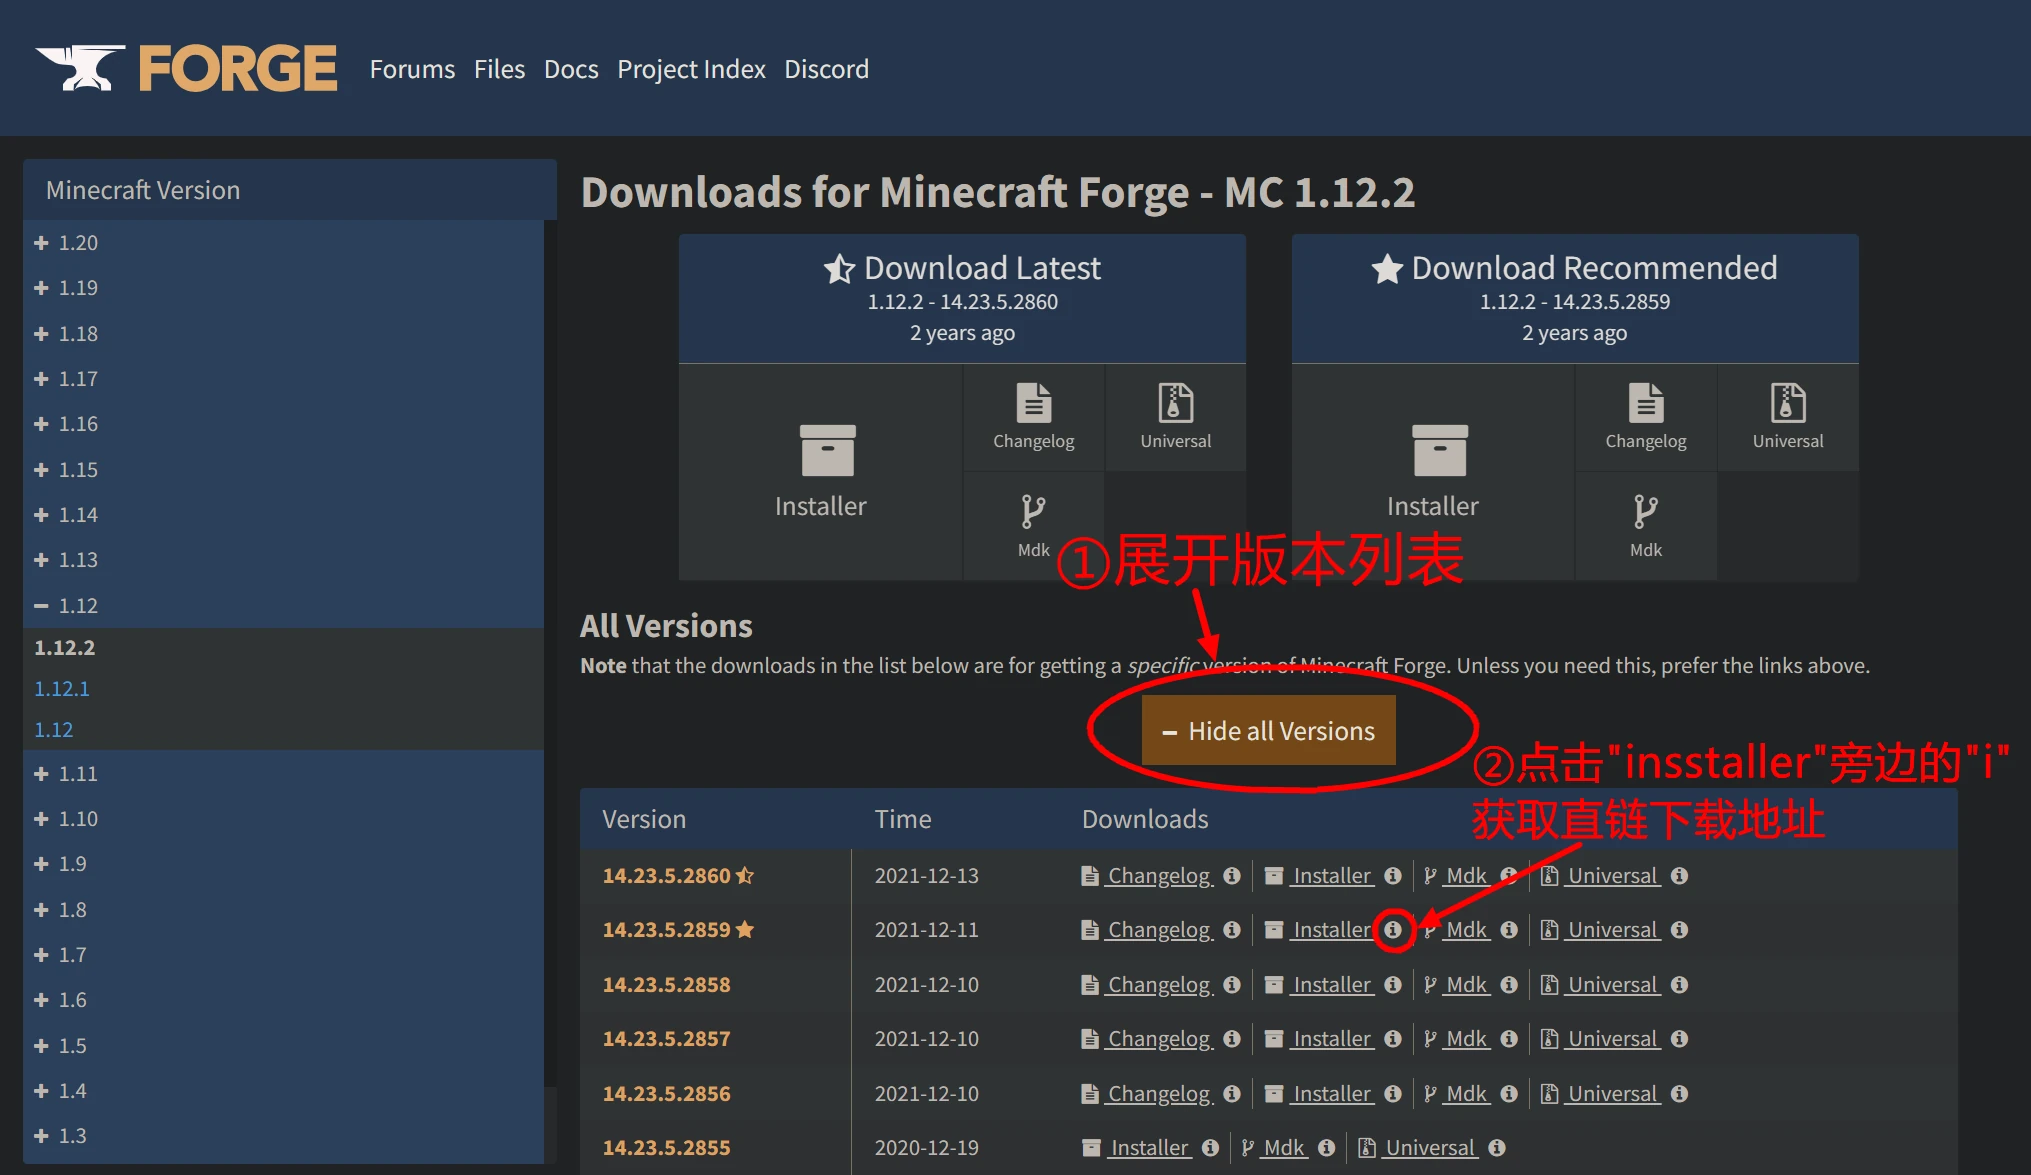 FORGE Forums Files Docs Project Index Discord
Minecraft Version
1.20
1.19
1.18
1.17
1.16
1.15
1.14
1.13
1.12
1.12.2
1.12.1
1.12
1.11
1.10
1.9
1.8
1.7
1.6
1.5
1.4
1.3
Downloads for Minecraft Forge - MC 1.12.2
Download Latest
1.12.2 - 14.23.5.2860
2 years ago
Installer
Changelog
Universal
Mdk
Download Recommended
1.12.2 - 14.23.5.2859
2 years ago
Installer
Changelog
Universal
Mdk
①展开版本列表
All Versions
Note that the downloads in the list below are for getting a specific version of Minecraft Forge. Unless you need this, prefer the links above.
Hide all Versions
②点击"insstaller"旁边的"i"
获取直链下载地址
Version Time Downloads
14.23.5.2860 2021-12-13 Changelog Installer Mdk Universal
14.23.5.2859 2021-12-11 Changelog Installer Mdk Universal
14.23.5.2858 2021-12-10 Changelog Installer Mdk Universal
14.23.5.2857 2021-12-10 Changelog Installer Mdk Universal
14.23.5.2856 2021-12-10 Changelog Installer Mdk Universal
14.23.5.2855 2020-12-19 Installer Mdk Universal